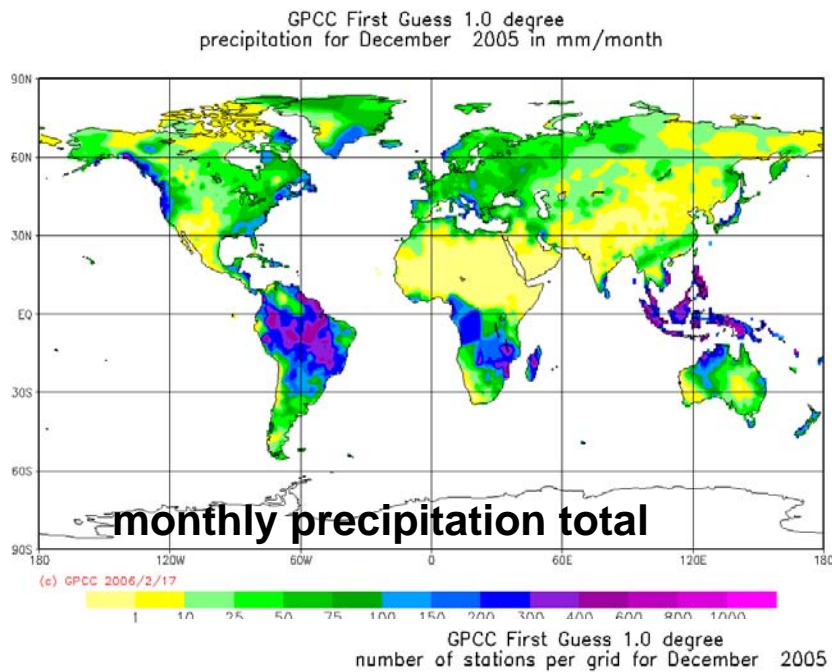 GPCC First Guess 1.0 degree
precipitation for December 2005 in mm/month
90N
60N
30N
EQ
30S
60S
90S
monthly precipitation total
180 120W 60W 0 60E 120E 180
(c) GPCC 2006/2/17
1 10 25 50 75 100 150 200 300 400 600 800 1000
GPCC First Guess 1.0 degree
number of stations per grid for December 2005